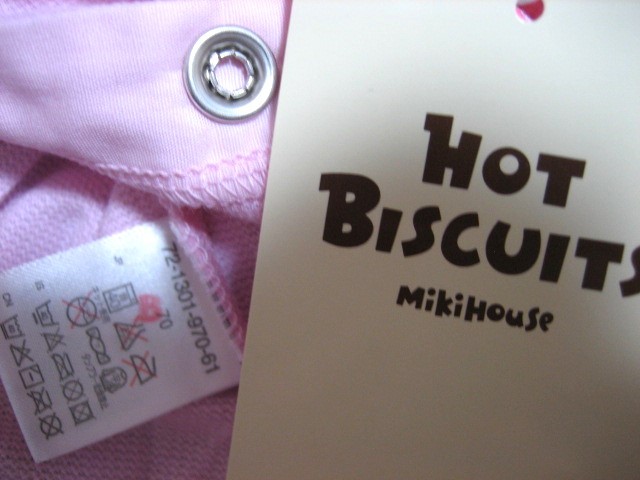 HOT
BISCUITS
MiKiHOUSE
72-1301-970-61
70